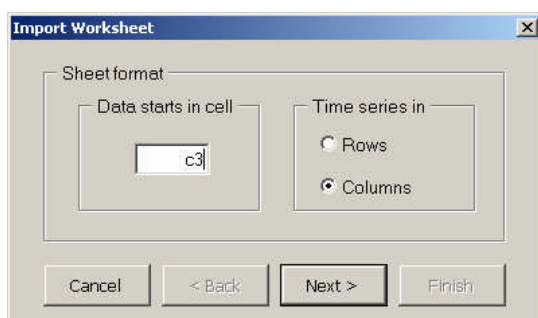 Import Worksheet
Sheet format
Data starts in cell
Time series in
c3
Rows
Columns
Cancel
< Back
Next >
Finish